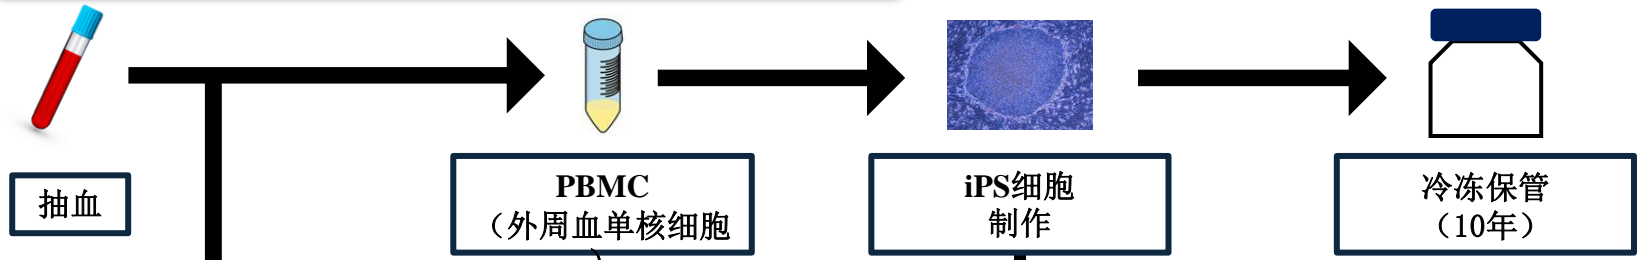 抽血
PBMC
（外周血单核细胞
）
iPS细胞
制作
冷冻保管
（10年）